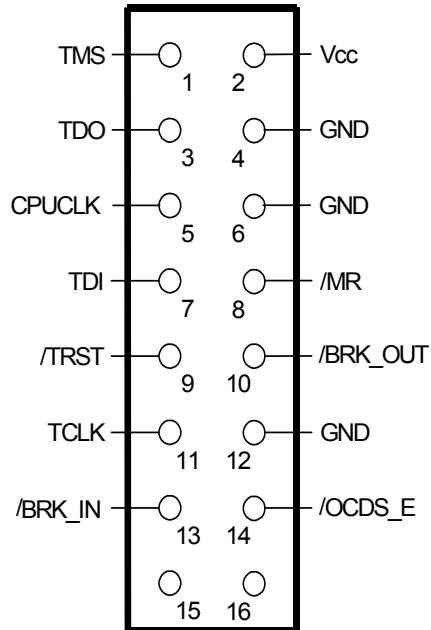 TMS 1 2 Vcc
TDO 3 4 GND
CPUCLK 5 6 GND
TDI 7 8 /MR
/TRST 9 10 /BRK_OUT
TCLK 11 12 GND
/BRK_IN 13 14 /OCDS_E
15 16